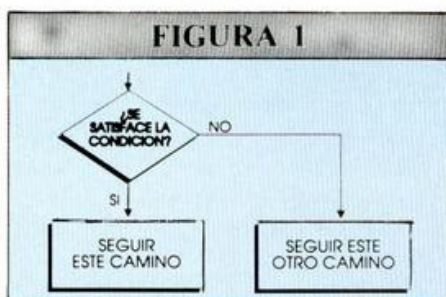 FIGURA 1
¿SE
SATISFACE LA
CONDICION?
NO
SI
SEGUIR
ESTE CAMINO
SEGUIR ESTE
OTRO CAMINO